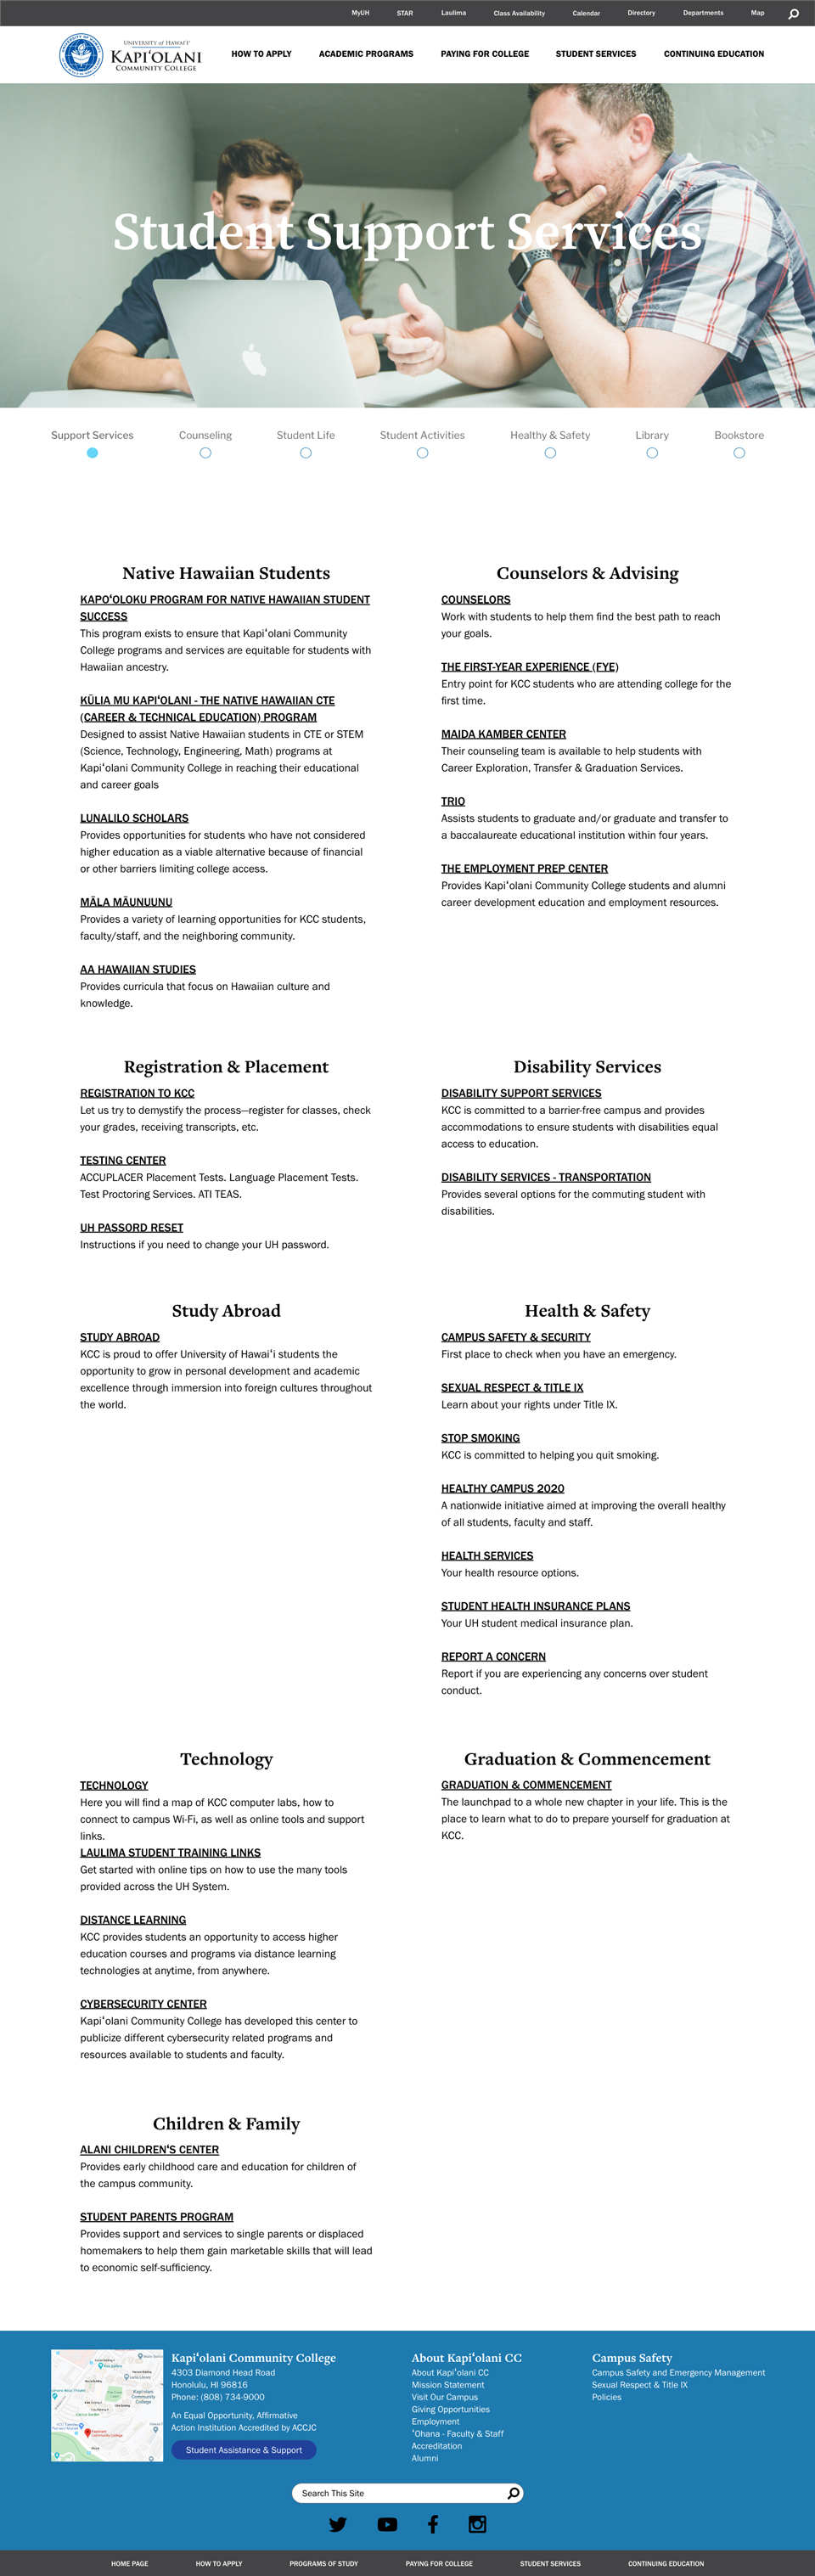 MyUH STAR Laulima Class Availability Calendar Directory Departments Map
UNIVERSITY of HAWAI'I
KAPI'OLANI
COMMUNITY COLLEGE
HOW TO APPLY ACADEMIC PROGRAMS PAYING FOR COLLEGE STUDENT SERVICES CONTINUING EDUCATION
Student Support Services
Support Services Counseling Student Life Student Activities Healthy & Safety Library Bookstore
Native Hawaiian Students
KAPO'OLOKU PROGRAM FOR NATIVE HAWAIIAN STUDENT
SUCCESS
This program exists to ensure that Kapi'olani Community
College programs and services are equitable for students with
Hawaiian ancestry.
KŪLIA MU KAPI'OLANI - THE NATIVE HAWAIIAN CTE
(CAREER & TECHNICAL EDUCATION) PROGRAM
Designed to assist Native Hawaiian students in CTE or STEM
(Science, Technology, Engineering, Math) programs at
Kapi'olani Community College in reaching their educational
and career goals
LUNALILO SCHOLARS
Provides opportunities for students who have not considered
higher education as a viable alternative because of financial
or other barriers limiting college access.
MĀLA MĀUNUUNU
Provides a variety of learning opportunities for KCC students,
faculty/staff, and the neighboring community.
AA HAWAIIAN STUDIES
Provides curricula that focus on Hawaiian culture and
knowledge.
Counselors & Advising
COUNSELORS
Work with students to help them find the best path to reach
your goals.
THE FIRST-YEAR EXPERIENCE (FYE)
Entry point for KCC students who are attending college for the
first time.
MAIDA KAMBER CENTER
Their counseling team is available to help students with
Career Exploration, Transfer & Graduation Services.
TRIO
Assists students to graduate and/or graduate and transfer to
a baccalaureate educational institution within four years.
THE EMPLOYMENT PREP CENTER
Provides Kapi'olani Community College students and alumni
career development education and employment resources.
Registration & Placement
REGISTRATION TO KCC
Let us try to demystify the process—register for classes, check
your grades, receiving transcripts, etc.
TESTING CENTER
ACCUPLACER Placement Tests. Language Placement Tests.
Test Proctoring Services. ATI TEAS.
UH PASSORD RESET
Instructions if you need to change your UH password.
Disability Services
DISABILITY SUPPORT SERVICES
KCC is committed to a barrier-free campus and provides
accommodations to ensure students with disabilities equal
access to education.
DISABILITY SERVICES - TRANSPORTATION
Provides several options for the commuting student with
disabilities.
Study Abroad
STUDY ABROAD
KCC is proud to offer University of Hawai'i students the
opportunity to grow in personal development and academic
excellence through immersion into foreign cultures throughout
the world.
Health & Safety
CAMPUS SAFETY & SECURITY
First place to check when you have an emergency.
SEXUAL RESPECT & TITLE IX
Learn about your rights under Title IX.
STOP SMOKING
KCC is committed to helping you quit smoking.
HEALTHY CAMPUS 2020
A nationwide initiative aimed at improving the overall healthy
of all students, faculty and staff.
HEALTH SERVICES
Your health resource options.
STUDENT HEALTH INSURANCE PLANS
Your UH student medical insurance plan.
REPORT A CONCERN
Report if you are experiencing any concerns over student
conduct.
Technology
TECHNOLOGY
Here you will find a map of KCC computer labs, how to
connect to campus Wi-Fi, as well as online tools and support
links.
LAULIMA STUDENT TRAINING LINKS
Get started with online tips on how to use the many tools
provided across the UH System.
DISTANCE LEARNING
KCC provides students an opportunity to access higher
education courses and programs via distance learning
technologies at anytime, from anywhere.
CYBERSECURITY CENTER
Kapi'olani Community College has developed this center to
publicize different cybersecurity related programs and
resources available to students and faculty.
Graduation & Commencement
GRADUATION & COMMENCEMENT
The launchpad to a whole new chapter in your life. This is the
place to learn what to do to prepare yourself for graduation at
KCC.
Children & Family
ALANI CHILDREN'S CENTER
Provides early childhood care and education for children of
the campus community.
STUDENT PARENTS PROGRAM
Provides support and services to single parents or displaced
homemakers to help them gain marketable skills that will lead
to economic self-sufficiency.
Kapi'olani Community College
4303 Diamond Head Road
Honolulu, HI 96816
Phone: (808) 734-9000
An Equal Opportunity, Affirmative
Action Institution Accredited by ACCJC
Student Assistance & Support
About Kapi'olani CC
About Kapi'olani CC
Mission Statement
Visit Our Campus
Giving Opportunities
Employment
'Ohana - Faculty & Staff
Accreditation
Alumni
Campus Safety
Campus Safety and Emergency Management
Sexual Respect & Title IX
Policies
Search This Site
HOME PAGE HOW TO APPLY PROGRAMS OF STUDY PAYING FOR COLLEGE STUDENT SERVICES CONTINUING EDUCATION